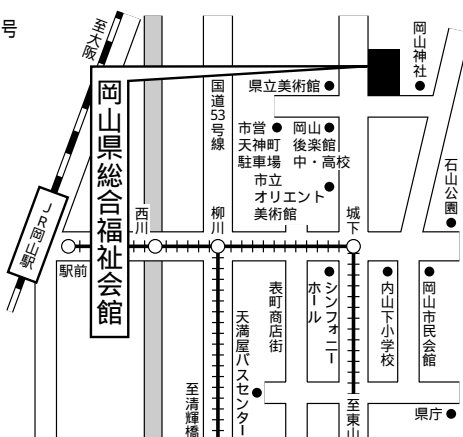 号
至大阪
岡山神社
県立美術館
国道53号線
岡山県総合福祉会館
市営
天神町
駐車場
岡山
後楽館
中・高校
市立
オリエント
美術館
石山公園
JR岡山駅
西川
柳川
城下
駅前
表町商店街
シンフォニー
ホール
内山下小学校
岡山市民会館
天満屋バスセンター
至清輝橋
至東山
県庁